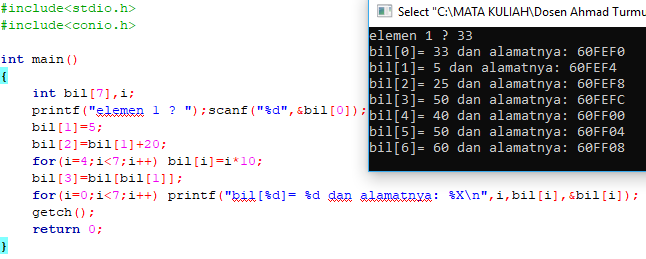 #include<stdio.h>
#include<conio.h>
int main()
{
int bil[7],i;
printf("elemen 1 ? ");scanf("%d",&bil[0]);
bil[1]=5;
bil[2]=bil[1]+20;
for(i=4;i<7;i++) bil[i]=i*10;
bil[3]=bil[bil[1]];
for(i=0;i<7;i++) printf("bil[%d]= %d dan alamatnya: %X\n",i,bil[i],&bil[i]);
getch();
return 0;
}
Select "C:\MATA KULIAH\Dosen Ahmad Turmu
elemen 1 ? 33
bil[0]= 33 dan alamatnya: 60FEF0
bil[1]= 5 dan alamatnya: 60FEF4
bil[2]= 25 dan alamatnya: 60FEF8
bil[3]= 50 dan alamatnya: 60FEFC
bil[4]= 40 dan alamatnya: 60FF00
bil[5]= 50 dan alamatnya: 60FF04
bil[6]= 60 dan alamatnya: 60FF08